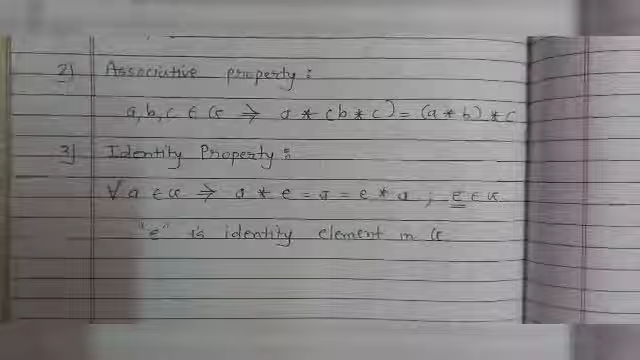 2) Associative property:
a, b, c ∈ G ⇒ a * (b * c) = (a * b) * c
3) Identity Property:
∀ a ∈ G ⇒ a * e = a = e * a ; e ∈ G
"e" is identity element in G